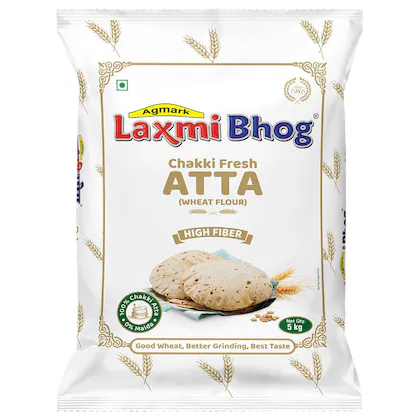 1986
Agmark
Laxmi Bhog®
Chakki Fresh
ATTA
(WHEAT FLOUR)
HIGH FIBER
100% Chakki Atta
0% Maida
Net Qty.
5 kg
Good Wheat, Better Grinding, Best Taste